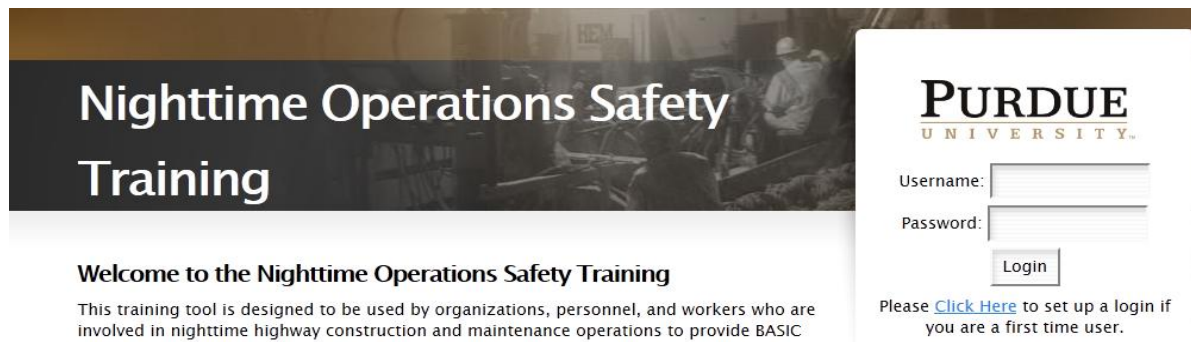 HEM
Nighttime Operations Safety
Training
Welcome to the Nighttime Operations Safety Training
This training tool is designed to be used by organizations, personnel, and workers who are
involved in nighttime highway construction and maintenance operations to provide BASIC
PURDUE
UNIVERSITY™
Username:
Password:
Login
Please Click Here to set up a login if
you are a first time user.